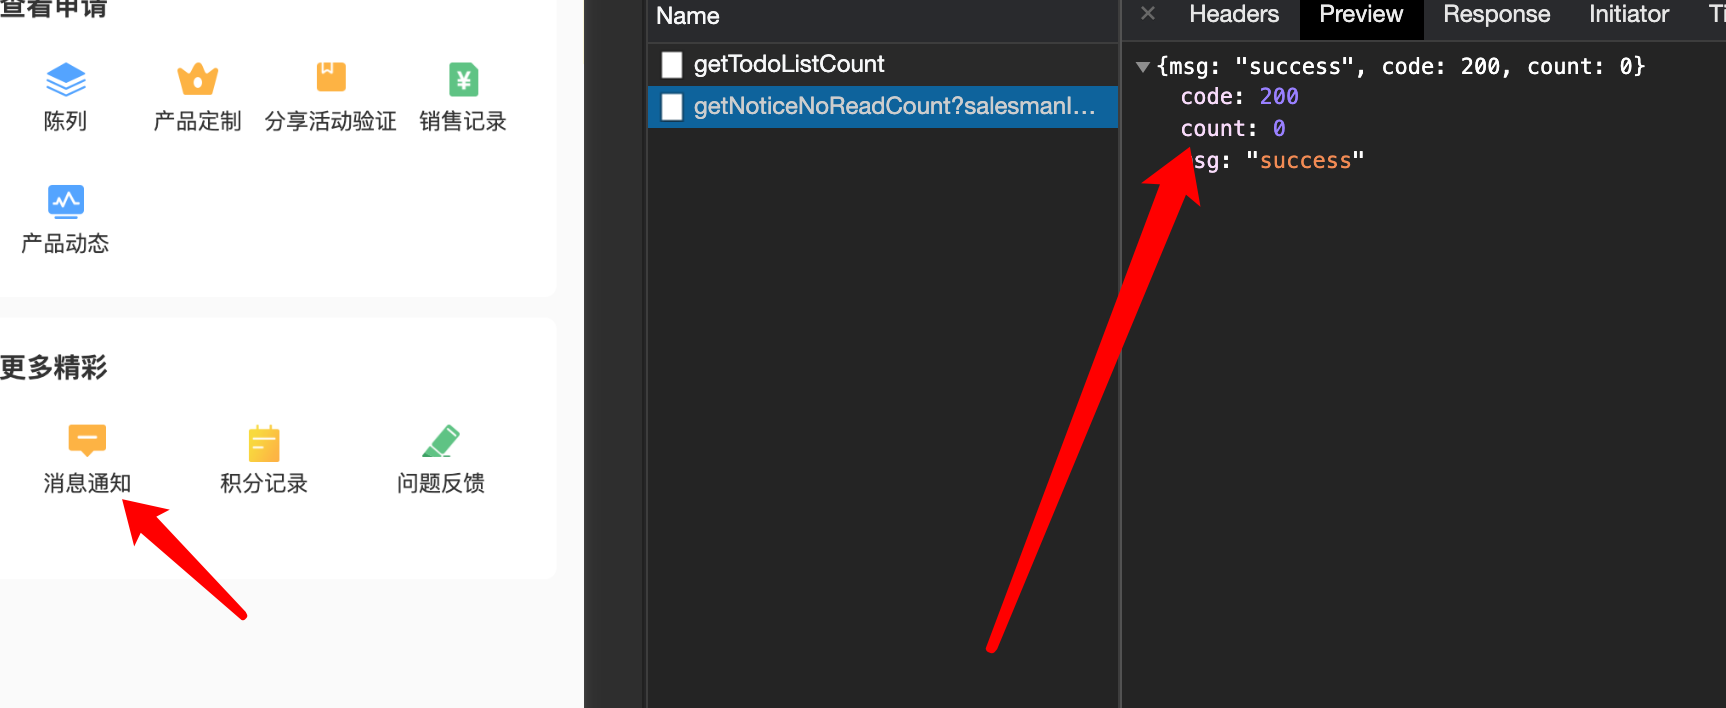 查看申请
陈列
产品定制
分享活动验证
销售记录
产品动态
更多精彩
消息通知
积分记录
问题反馈
Name
getTodoListCount
getNoticeNoReadCount?salesmanI…
Headers
Preview
Response
Initiator
Ti
{msg: "success", code: 200, count: 0}
code: 200
count: 0
sg: "success"